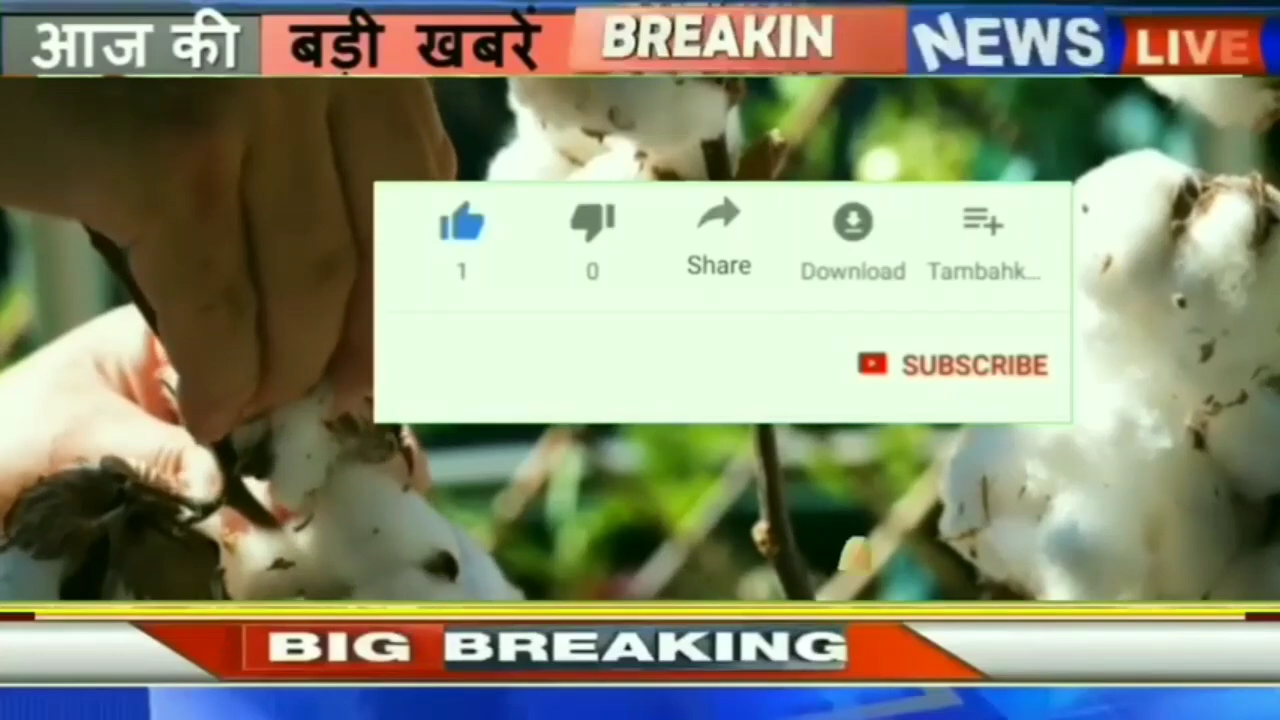 आज की बड़ी खबरें BREAKIN NEWS LIVE
1 0 Share Download Tambahk...
SUBSCRIBE
BIG BREAKING